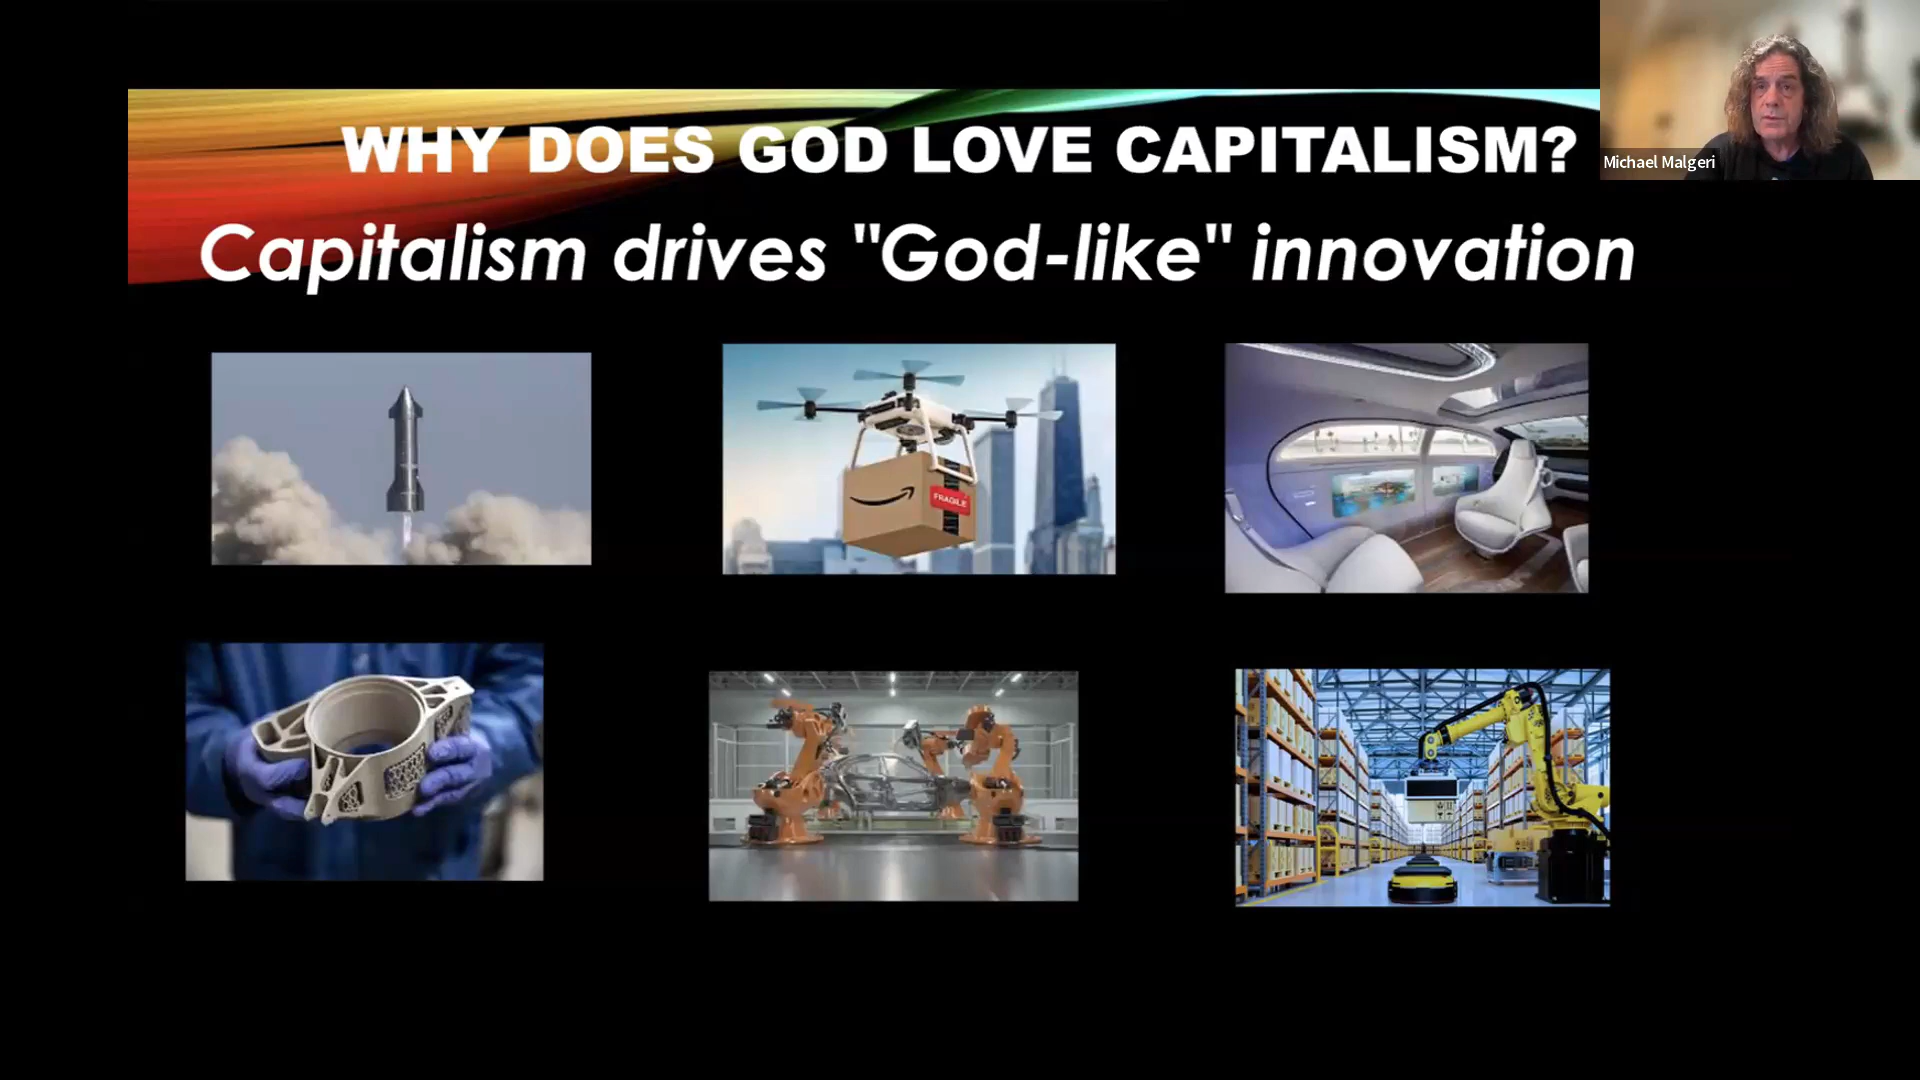 WHY DOES GOD LOVE CAPITALISM?
Michael Malgeri
Capitalism drives "God-like" innovation
FRAGILE